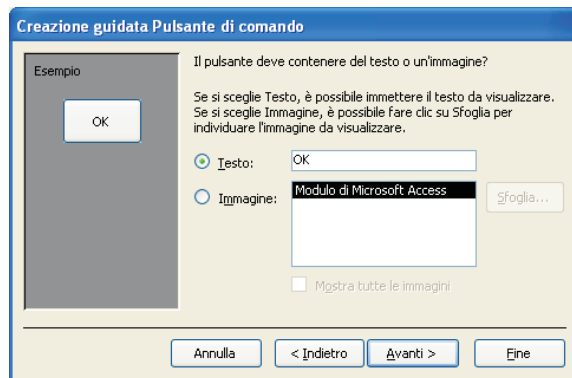 Creazione guidata Pulsante di comando
Esempio
OK
Il pulsante deve contenere del testo o un'immagine?
Se si sceglie Testo, è possibile immettere il testo da visualizzare.
Se si sceglie Immagine, è possibile fare clic su Sfoglia per
individuare l'immagine da visualizzare.
Testo: OK
Immagine: Modulo di Microsoft Access Sfoglia...
Mostra tutte le immagini
Annulla < Indietro Avanti > Fine